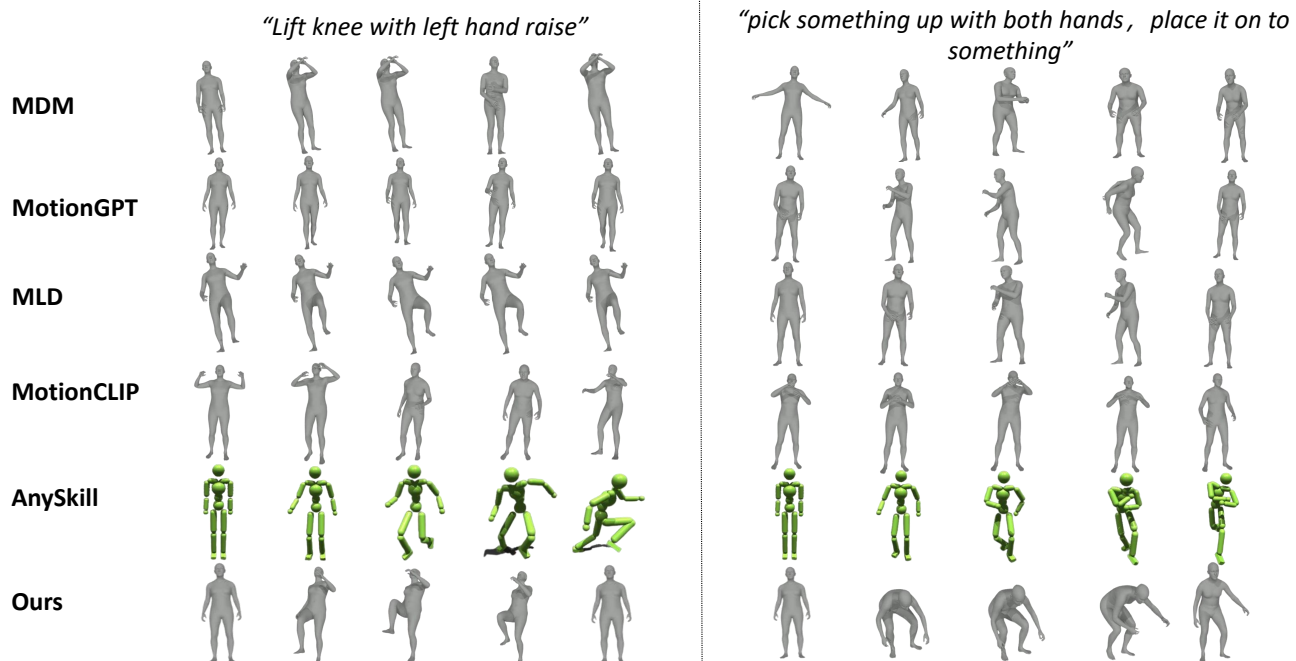 “Lift knee with left hand raise”
“pick something up with both hands， place it on to
something”
MDM
MotionGPT
MLD
MotionCLIP
AnySkill
Ours